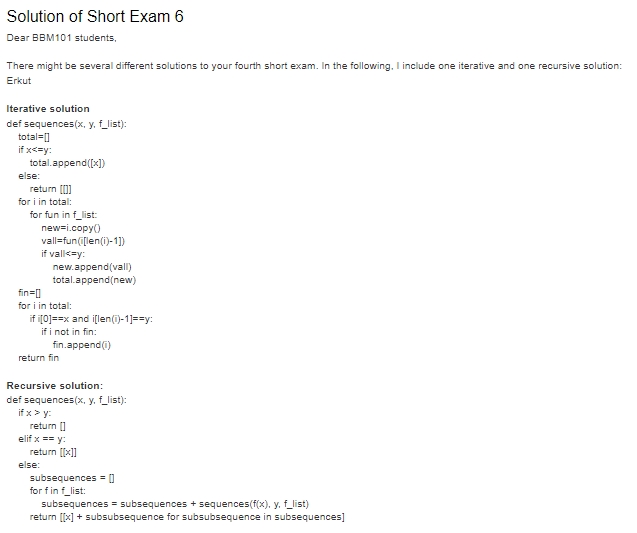 Solution of Short Exam 6
Dear BBM101 students,
There might be several different solutions to your fourth short exam. In the following, I include one iterative and one recursive solution:
Erkut
Iterative solution
def sequences(x, y, f_list):
total=[]
if x<=y:
total.append([x])
else:
return [[]]
for i in total:
for fun in f_list:
new=i.copy()
vall=fun(i[len(i)-1])
if vall<=y:
new.append(vall)
total.append(new)
fin=[]
for i in total:
if i[0]==x and i[len(i)-1]==y:
if i not in fin:
fin.append(i)
return fin
Recursive solution:
def sequences(x, y, f_list):
if x > y:
return []
elif x == y:
return [[x]]
else:
subsequences = []
for f in f_list:
subsequences = subsequences + sequences(f(x), y, f_list)
return [[x] + subsubsequence for subsubsequence in subsequences]